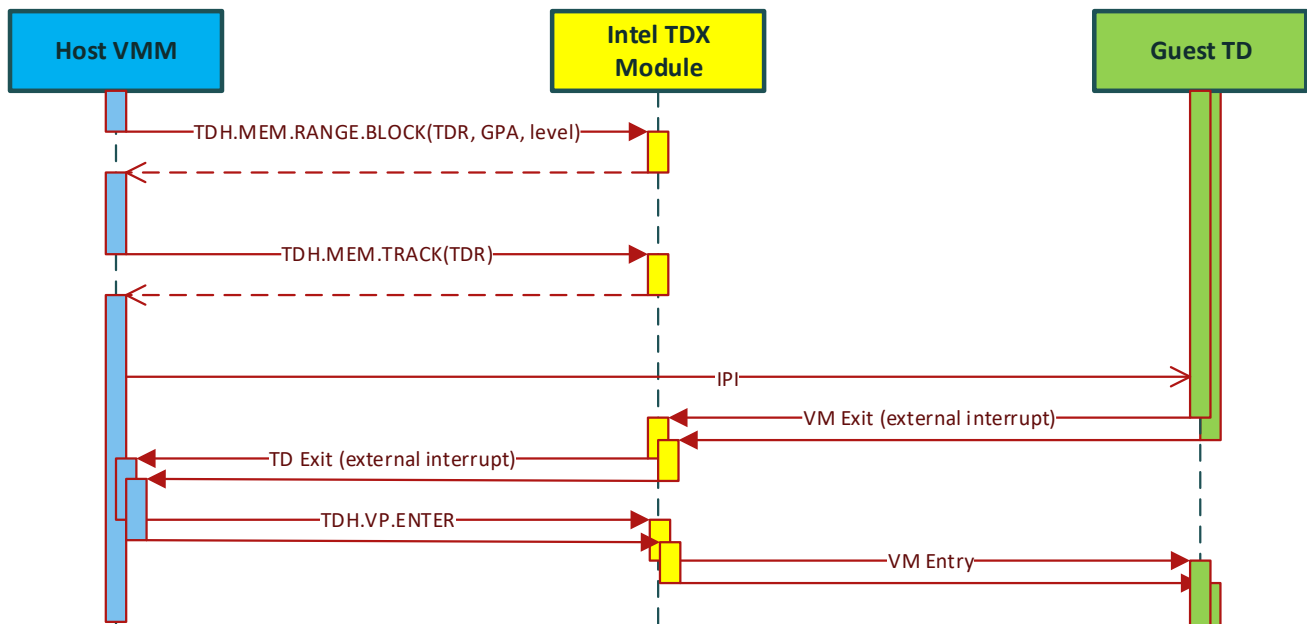 Host VMM
Intel TDX
Module
Guest TD
TDH.MEM.RANGE.BLOCK(TDR, GPA, level)
TDH.MEM.TRACK(TDR)
IPI
VM Exit (external interrupt)
TD Exit (external interrupt)
TDH.VP.ENTER
VM Entry